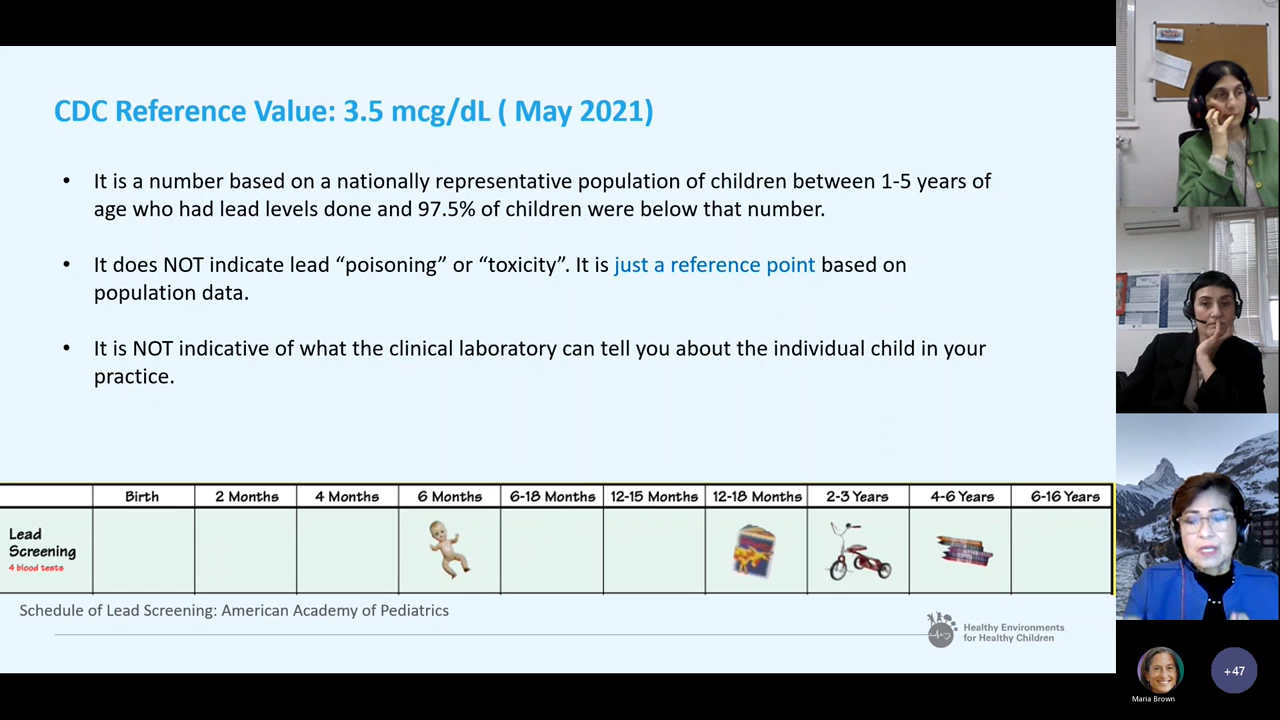 CDC Reference Value: 3.5 mcg/dL ( May 2021)
• It is a number based on a nationally representative population of children between 1-5 years of
age who had lead levels done and 97.5% of children were below that number.
• It does NOT indicate lead “poisoning” or “toxicity”. It is just a reference point based on
population data.
• It is NOT indicative of what the clinical laboratory can tell you about the individual child in your
practice.
Birth 2 Months 4 Months 6 Months 6-18 Months 12-15 Months 12-18 Months 2-3 Years 4-6 Years 6-16 Years
Lead
Screening
4 blood tests
Schedule of Lead Screening: American Academy of Pediatrics
Healthy Environments
for Healthy Children
+47
Maria Brown